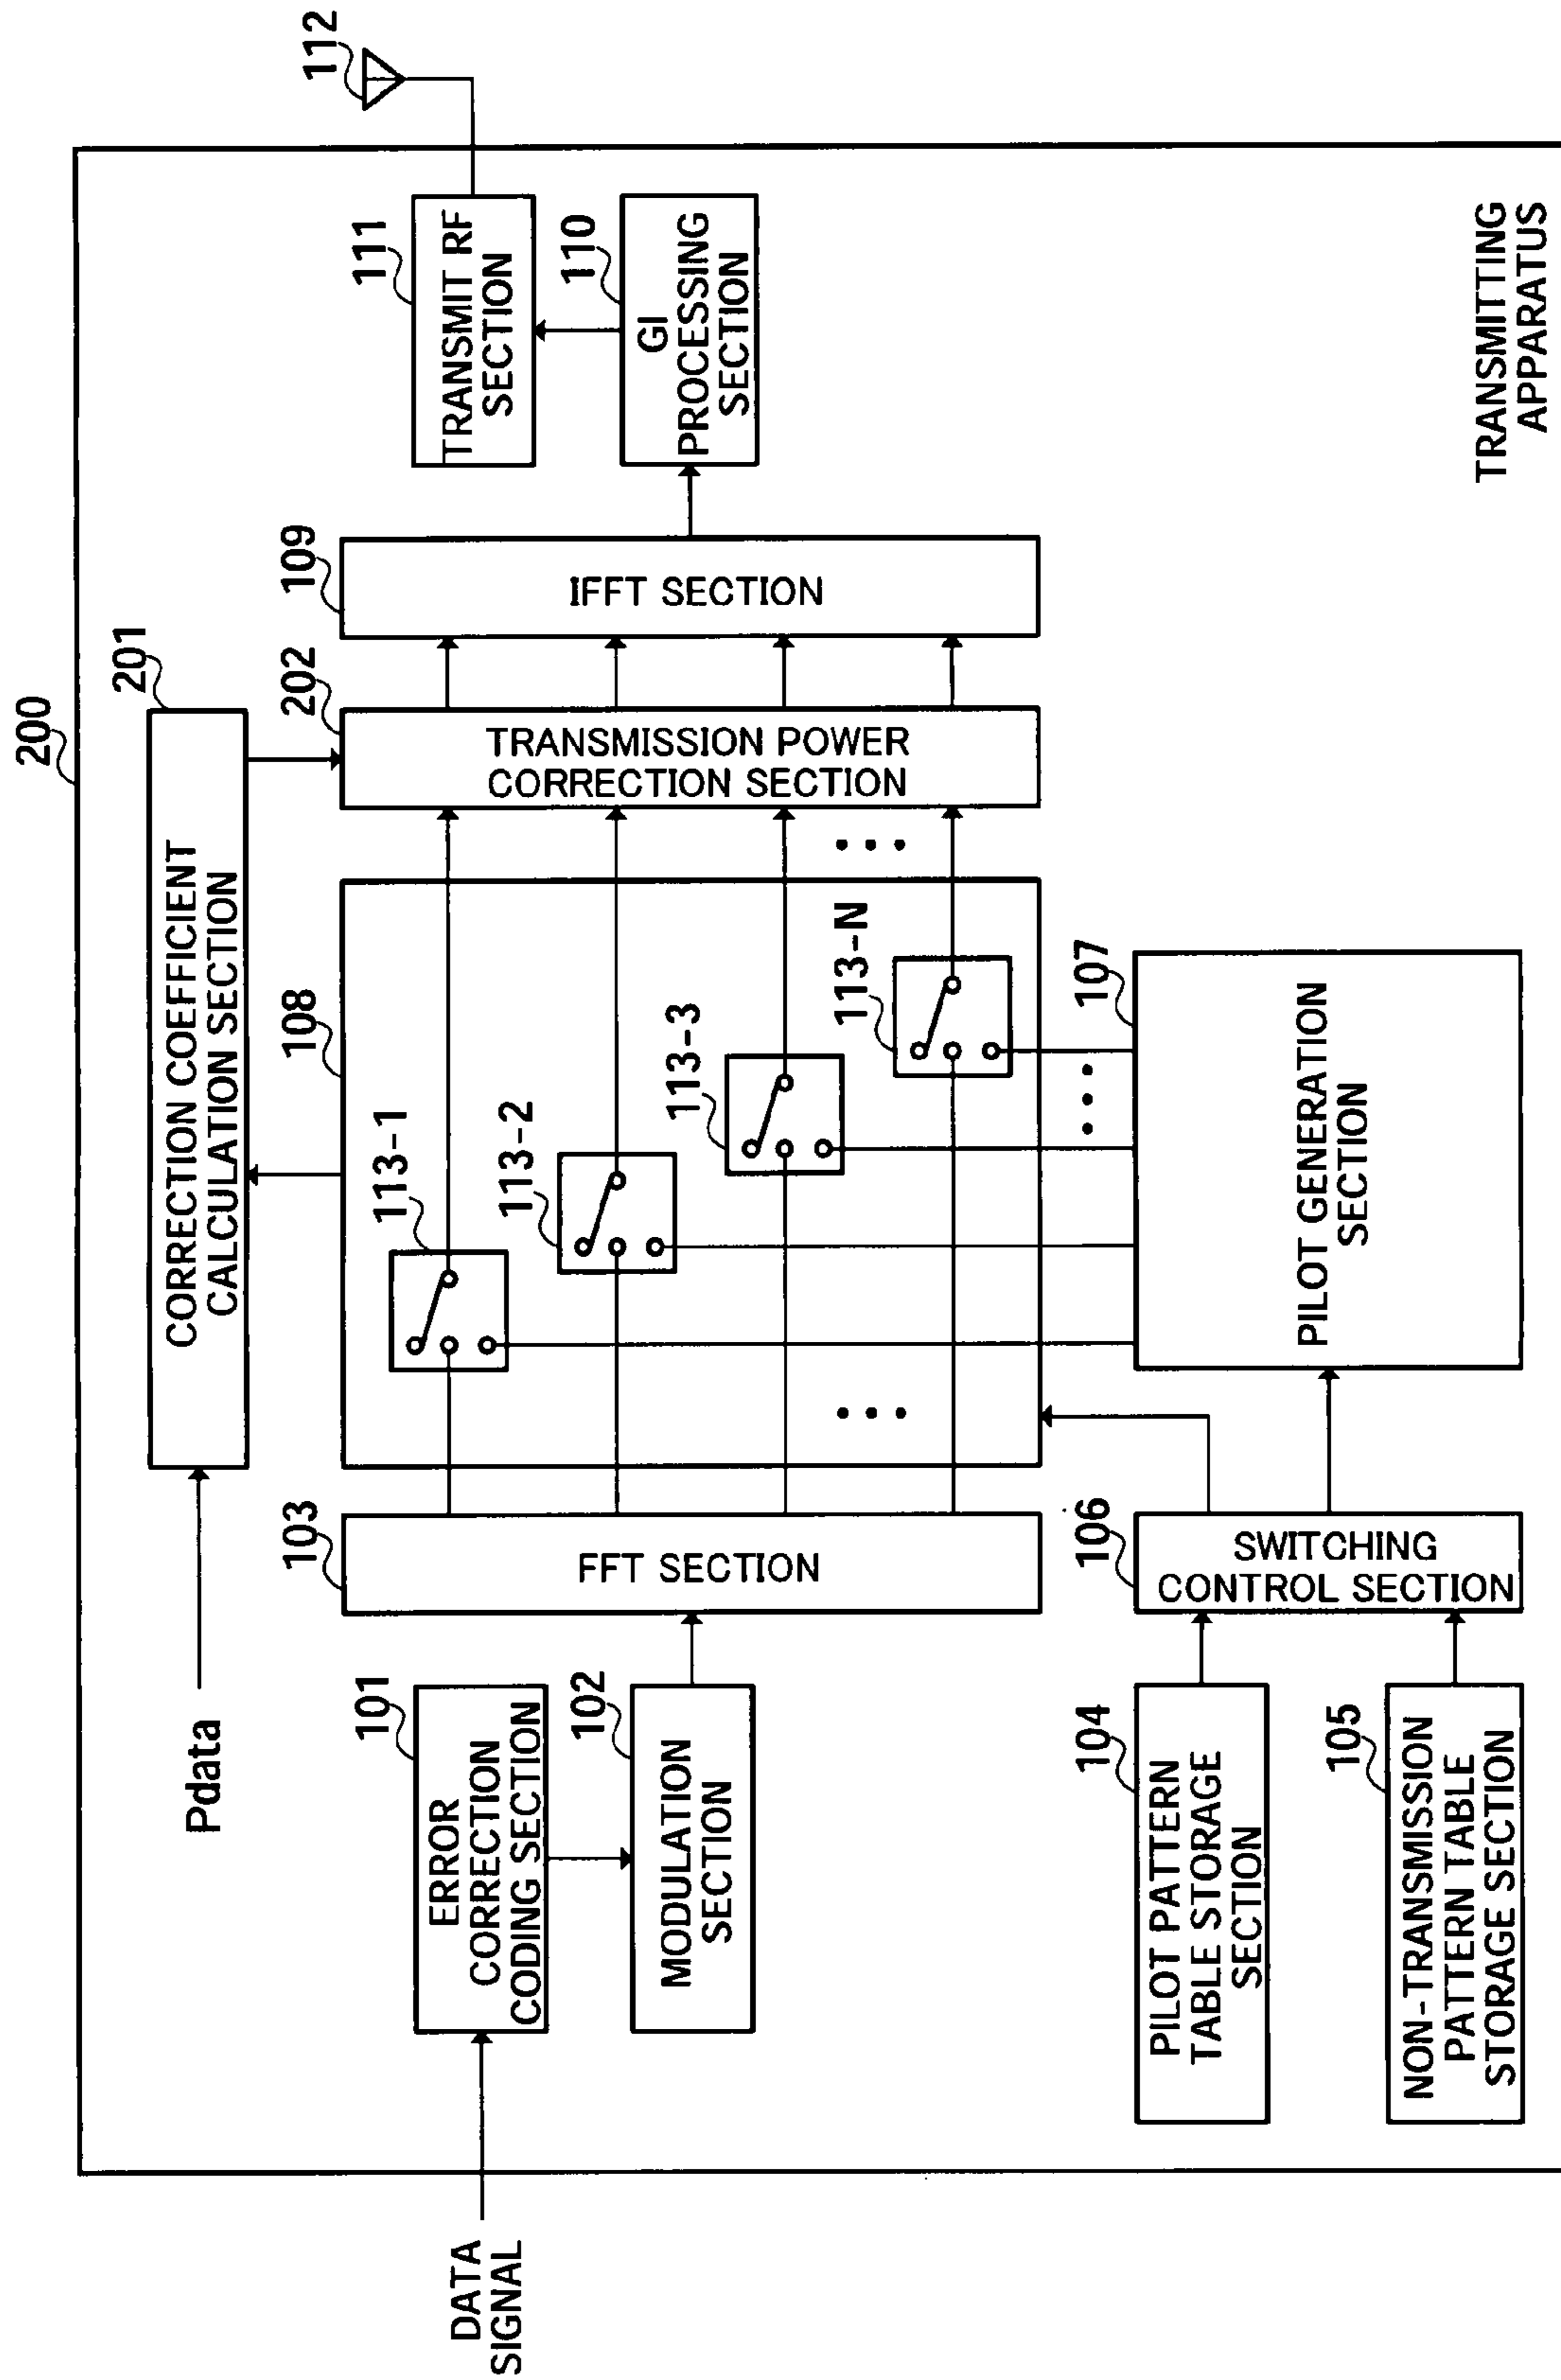 200
Pdata
201
CORRECTION COEFFICIENT
CALCULATION SECTION
DATA
SIGNAL
101
ERROR
CORRECTION
CODING SECTION
102
MODULATION
SECTION
103
FFT SECTION
108
113-1
113-2
113-3
113-N
202
TRANSMISSION POWER
CORRECTION SECTION
109
IFFT SECTION
111
TRANSMIT RF
SECTION
110
GI
PROCESSING
SECTION
112
104
PILOT PATTERN
TABLE STORAGE
SECTION
105
NON-TRANSMISSION
PATTERN TABLE
STORAGE SECTION
106
SWITCHING
CONTROL SECTION
107
PILOT GENERATION
SECTION
TRANSMITTING
APPARATUS